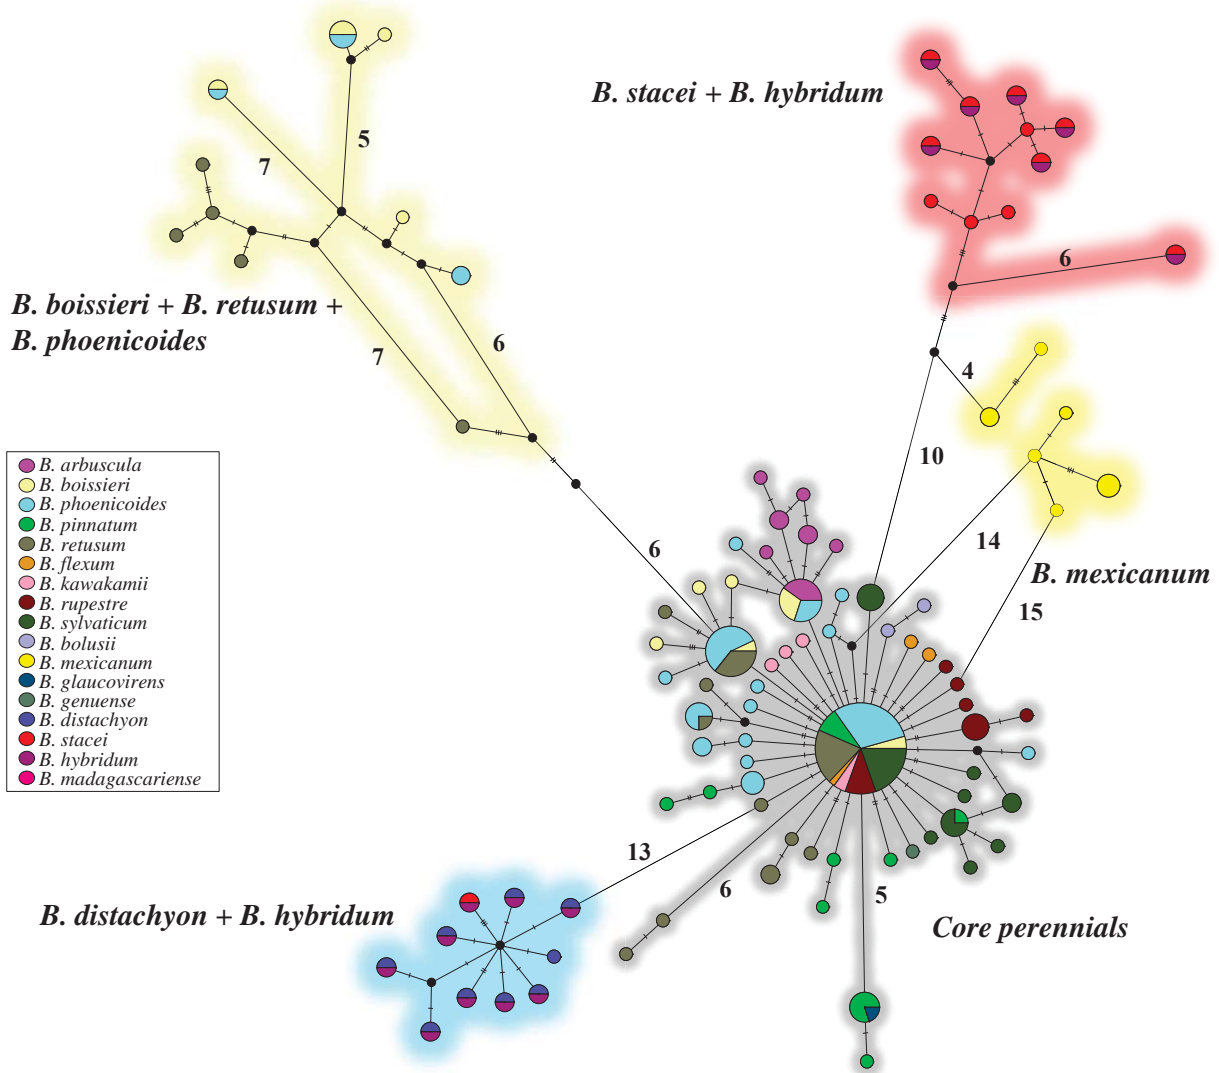 B. stacei + B. hybridum
5
7
6
B. boissieri + B. retusum +
B. phoenicoides
7
6
4
10
B. arbuscula
B. boissieri
B. phoenicoides
B. pinnatum
B. retusum
B. flexum
B. kawakamii
B. rupestre
B. sylvaticum
B. bolusii
B. mexicanum
B. glaucovirens
B. genuense
B. distachyon
B. stacei
B. hybridum
B. madagascariense
6
14
B. mexicanum
15
13
6
5
B. distachyon + B. hybridum
Core perennials